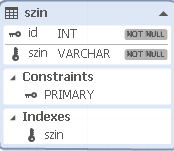 szin
id INT NOT NULL
szin VARCHAR NOT NULL
Constraints
PRIMARY
Indexes
szin